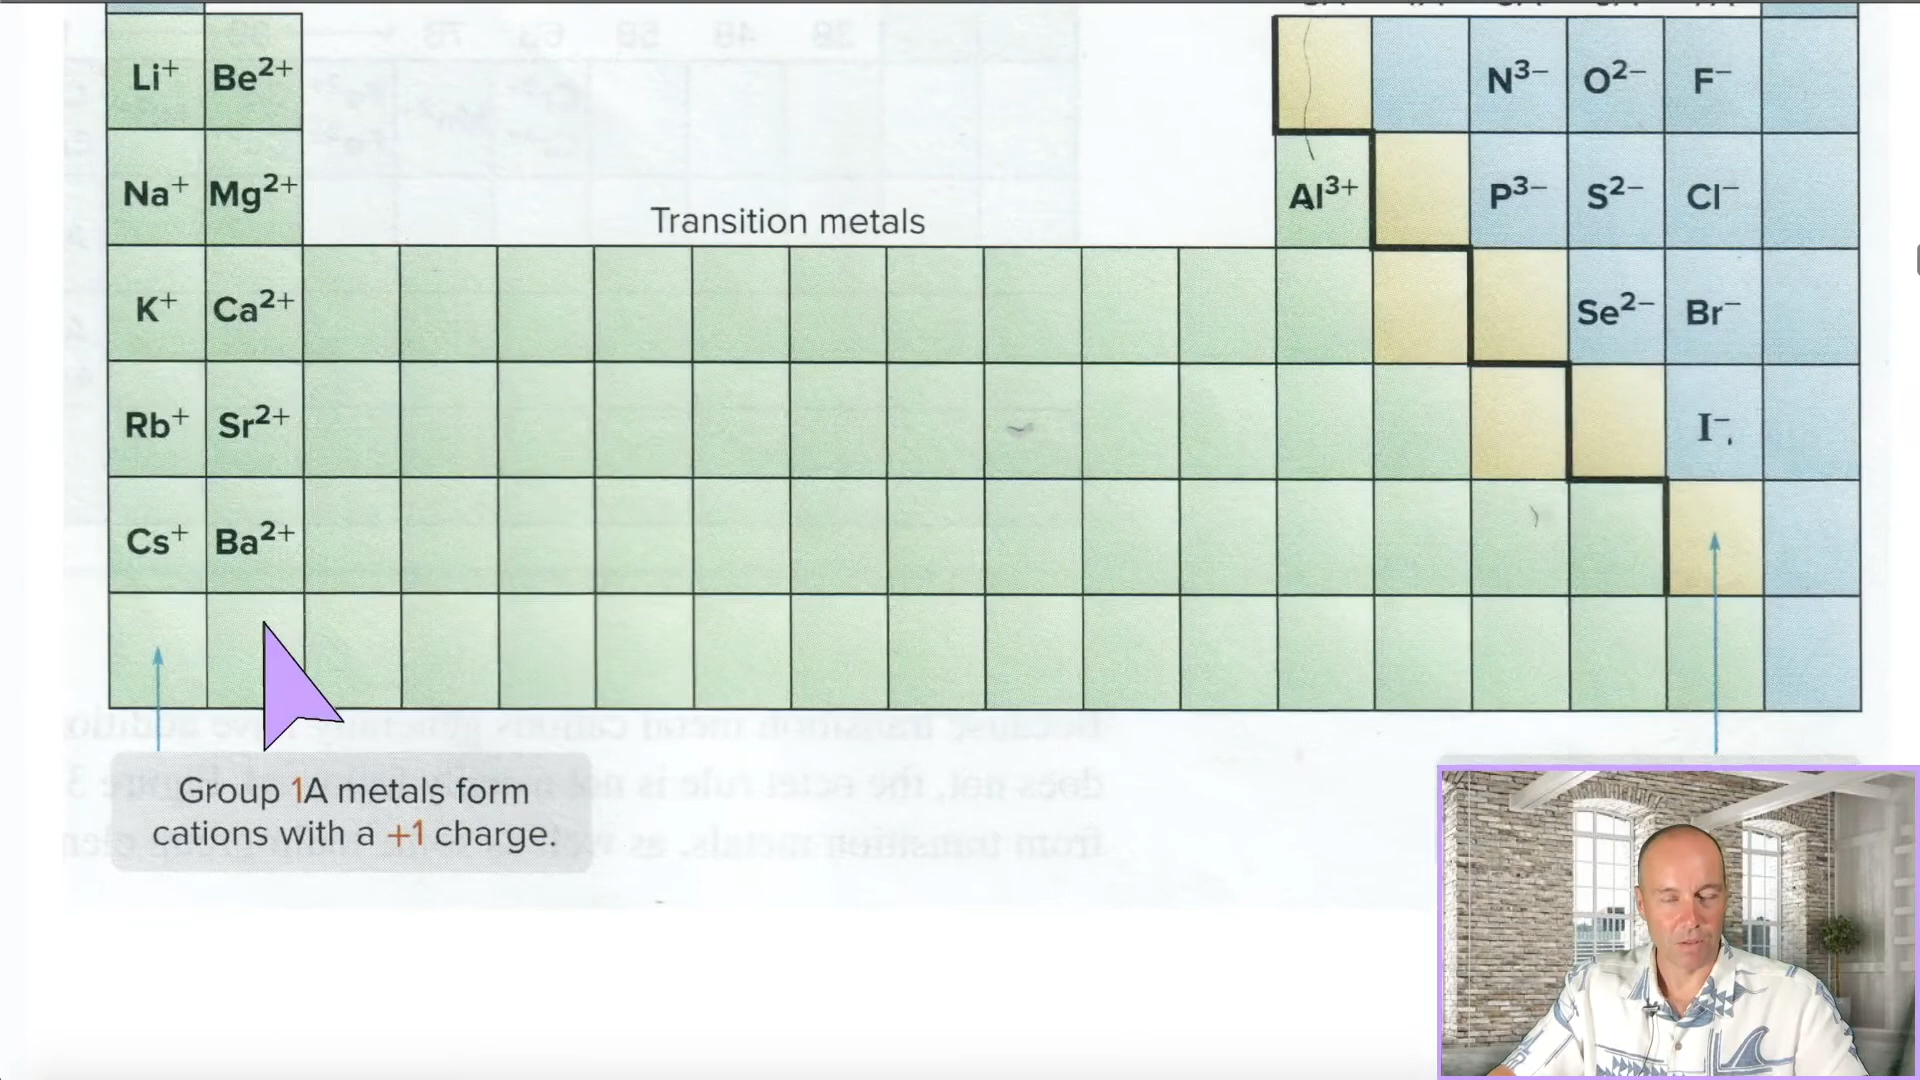 Li⁺ Be²⁺ N³⁻ O²⁻ F⁻
Na⁺ Mg²⁺ Al³⁺ P³⁻ S²⁻ Cl⁻
Transition metals
K⁺ Ca²⁺ Se²⁻ Br⁻
Rb⁺ Sr²⁺ I⁻
Cs⁺ Ba²⁺
Group 1A metals form
cations with a +1 charge.